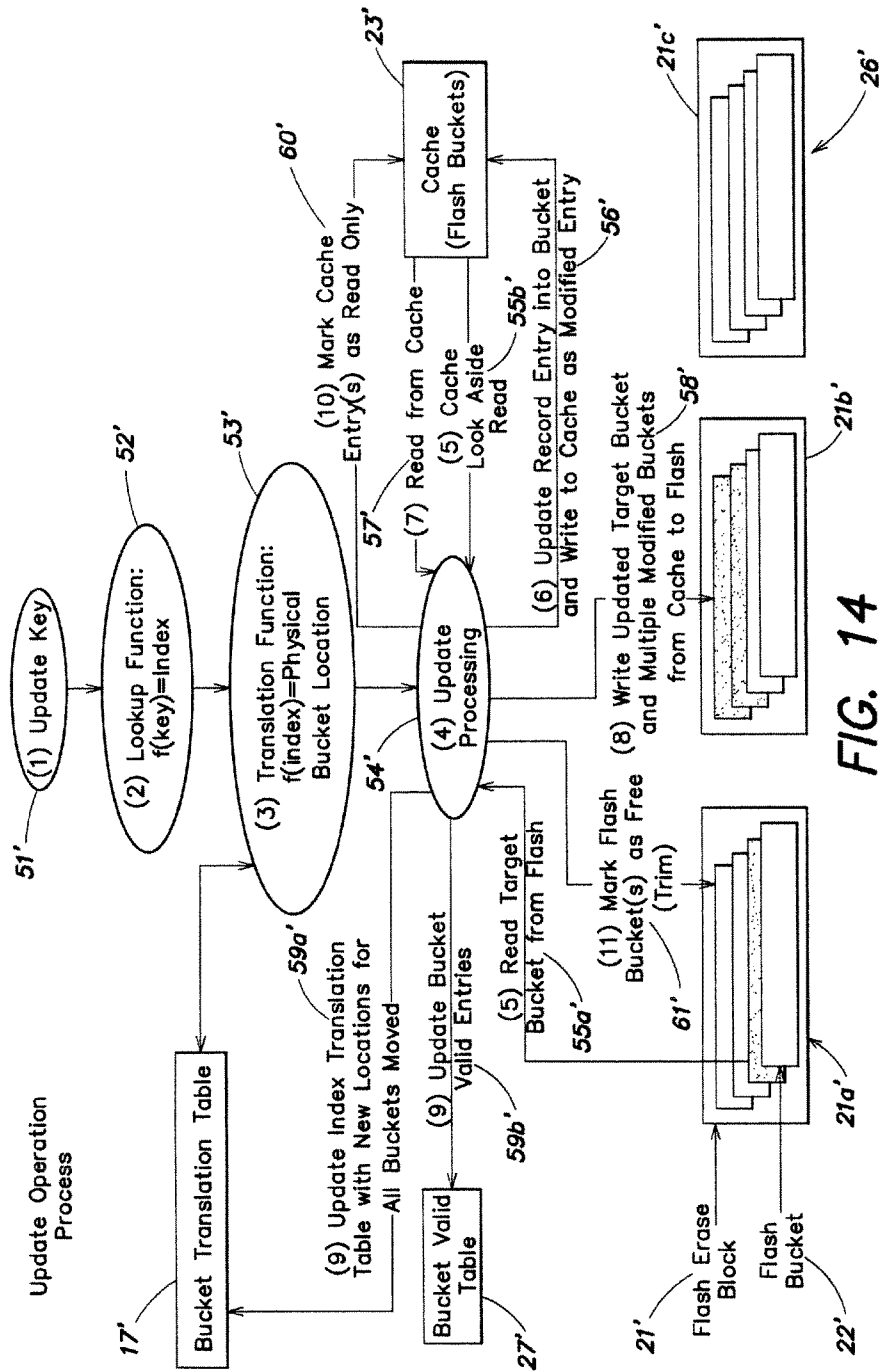 Update Operation
Process
51'
(1) Update Key
52'
(2) Lookup Function:
f(key)=Index
53'
(3) Translation Function:
f(index)=Physical
Bucket Location
17'
Bucket Translation Table
59a'
(9) Update Index Translation
Table with New Locations for
All Buckets Moved
54'
(4) Update
Processing
60'
(10) Mark Cache
Entry(s) as Read Only
57'
(7) Read from Cache
(5) Cache
Look Aside
Read
55b'
23'
Cache
(Flash Buckets)
(6) Update Record Entry into Bucket
and Write to Cache as Modified Entry
56'
Bucket Valid
Table
27'
(9) Update Bucket
Valid Entries
59b'
(5) Read Target
Bucket from Flash
55a'
(11) Mark Flash
Bucket(s) as Free
(Trim)
61'
(8) Write Updated Target Bucket
and Multiple Modified Buckets
from Cache to Flash
58'
21'
Flash Erase
Block
Flash
Bucket
22'
21a'
21b'
21c'
26'
FIG. 14